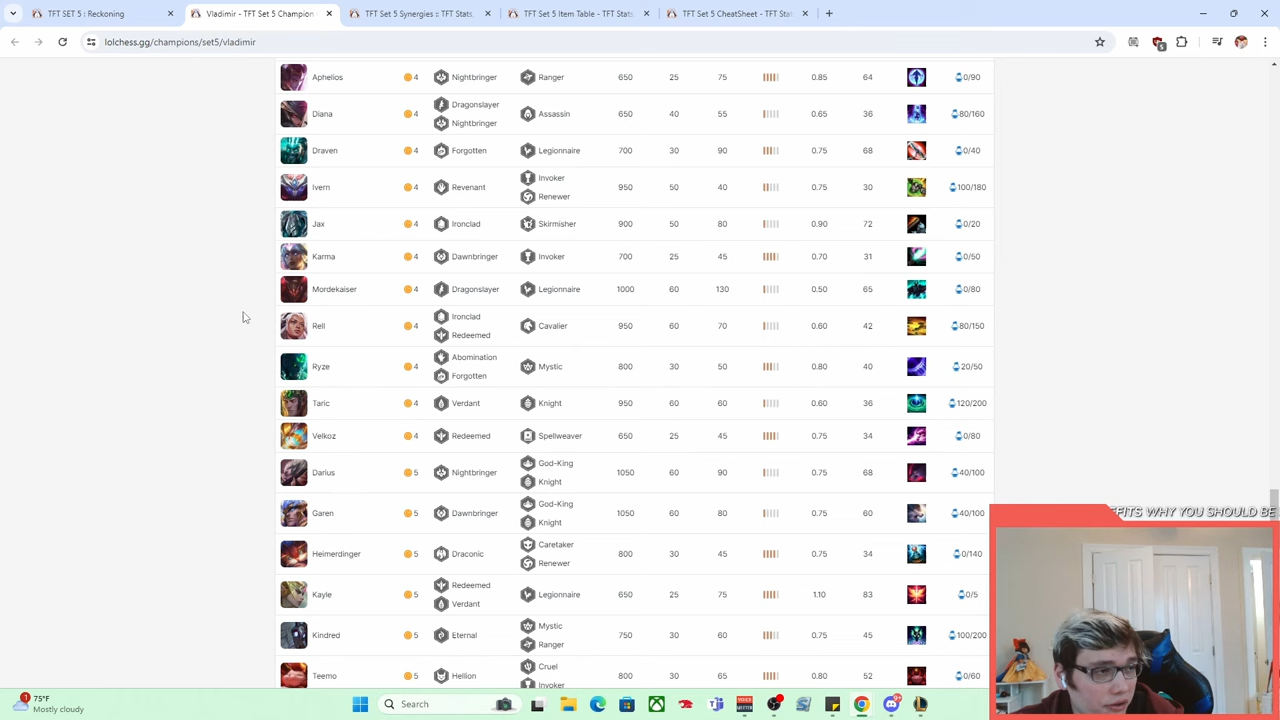 TFT Set 5 : Reckoning
Vladimir - TFT Set 5 Champion
TFT Set 5 Synergies :: TFT Stats,
TFT Set 5 Item Table - TFT Stats
TFT Set 5 CheatSheet - TFT Stat
lolchess.gg/champions/set5/vladimir
Aphelios 4 Nightbringer Ranger 650 25 75 0.85 64 0/90
Diana 4 Dragonslayer Nightbringer Assassin 650 40 55 0.65 36 80/160
Draven 4 Forgotten Legionnaire 700 30 90 0.75 68 0/40
Ivern 4 Revenant Invoker Renewer 950 50 40 0.75 30 100/180
Jax 4 Ironclad Skirmisher 900 50 80 0.90 72 0/20
Karma 4 Dawnbringer Invoker 700 25 45 0.70 31 0/50
Mordekaiser 4 Dragonslayer Legionnaire 1000 60 130 0.50 65 0/80
Rell 4 Ironclad Redeemed Cavalier 950 60 70 0.60 42 80/150
Ryze 4 Abomination Forgotten Mystic 800 30 50 0.80 40 20/50
Taric 4 Verdant Knight 950 60 60 0.60 36 120/200
Velkoz 4 Redeemed Spellweaver 650 25 45 0.75 34 0/80
Darius 5 Nightbringer God-King Knight 1050 60 90 0.75 68 40/100
Garen 5 Dawnbringer God-King Knight 1050 60 80 0.75 60 40/100
Heimerdinger 5 Draconic Caretaker Renewer 800 30 45 0.75 34 0/140
Kayle 5 Redeemed Verdant Legionnaire 650 25 75 1.10 83 0/5
Kindred 5 Eternal Mystic Ranger 750 30 60 0.75 45 100/200
Teemo 5 Hellion Cruel Invoker 800 30 0/60
WHY YOU SHOULD BE
1
75°F
Mostly cloudy
Search